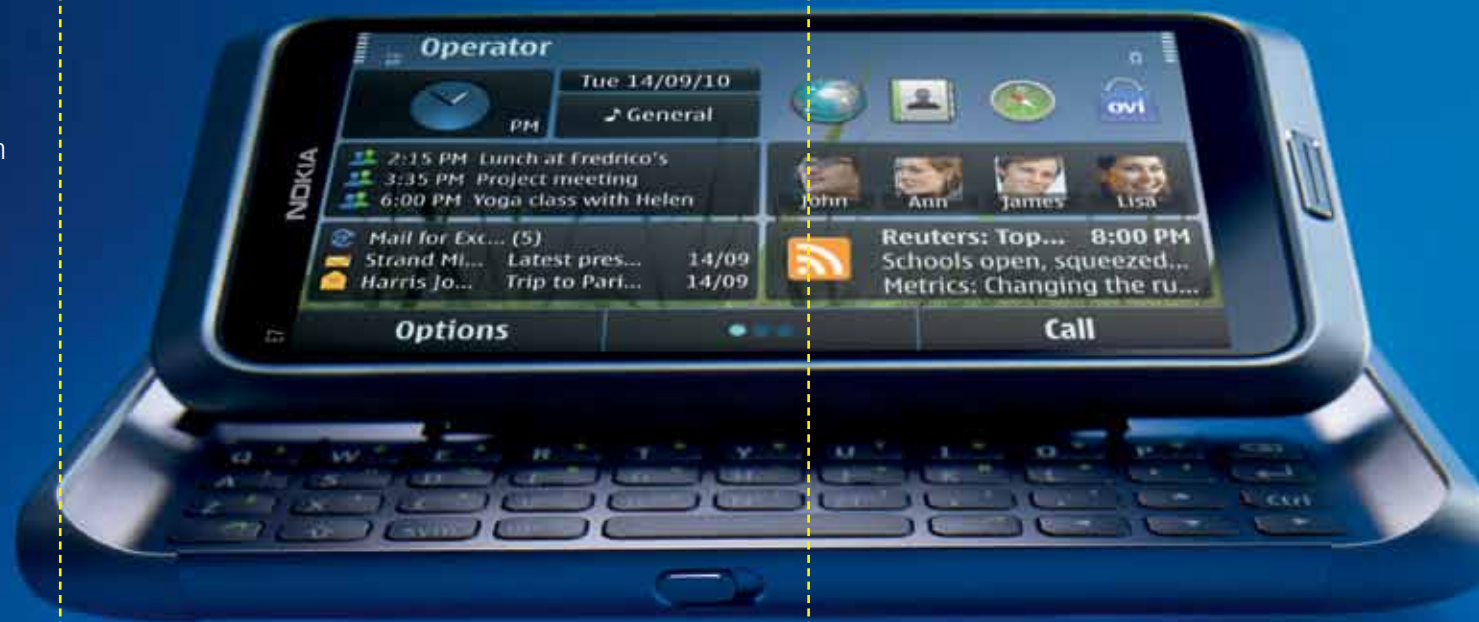 n
Operator
Tue 14/09/10
PM
General
ovi
NOKIA
2:15 PM Lunch at Fredrico's
3:35 PM Project meeting
6:00 PM Yoga class with Helen
John Ann James Lisa
Mail for Exc... (5)
Strand Mi... Latest pres... 14/09
Harris Jo... Trip to Pari... 14/09
Reuters: Top... 8:00 PM
Schools open, squeezed...
Metrics: Changing the ru...
E7
Options
Call
Q W E R T Y U I O P
A S D
Z X
Ctrl
Sym